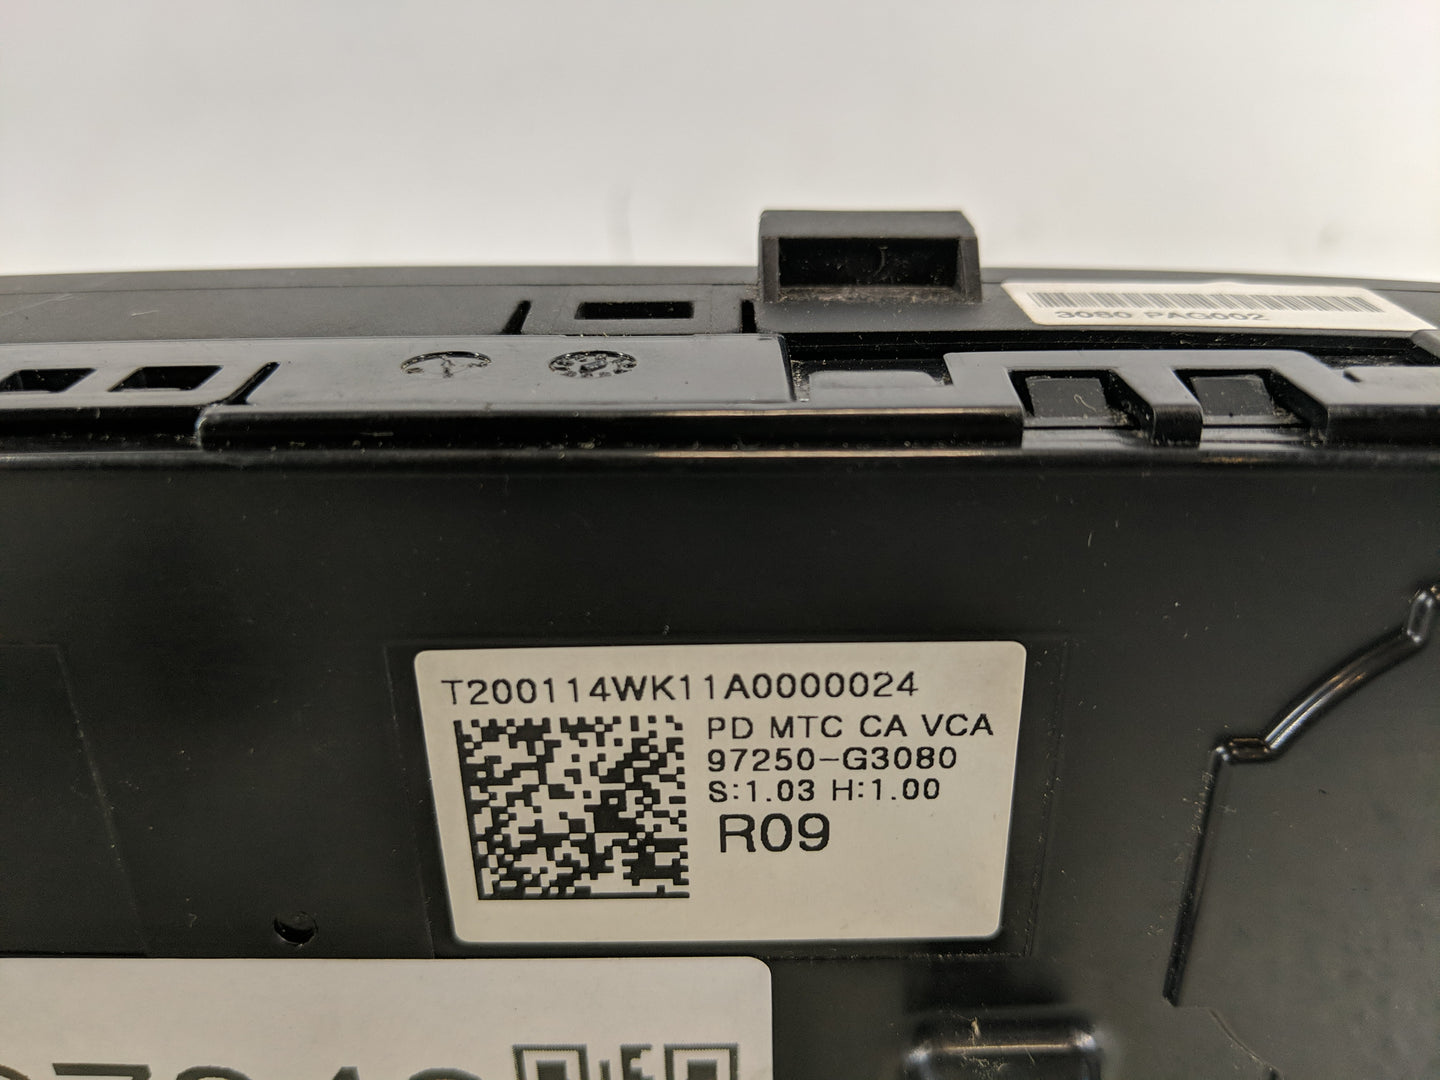 3080 PAG002
T200114WK11A0000024
PD MTC CA VCA
97250-G3080
S:1.03 H:1.00
R09